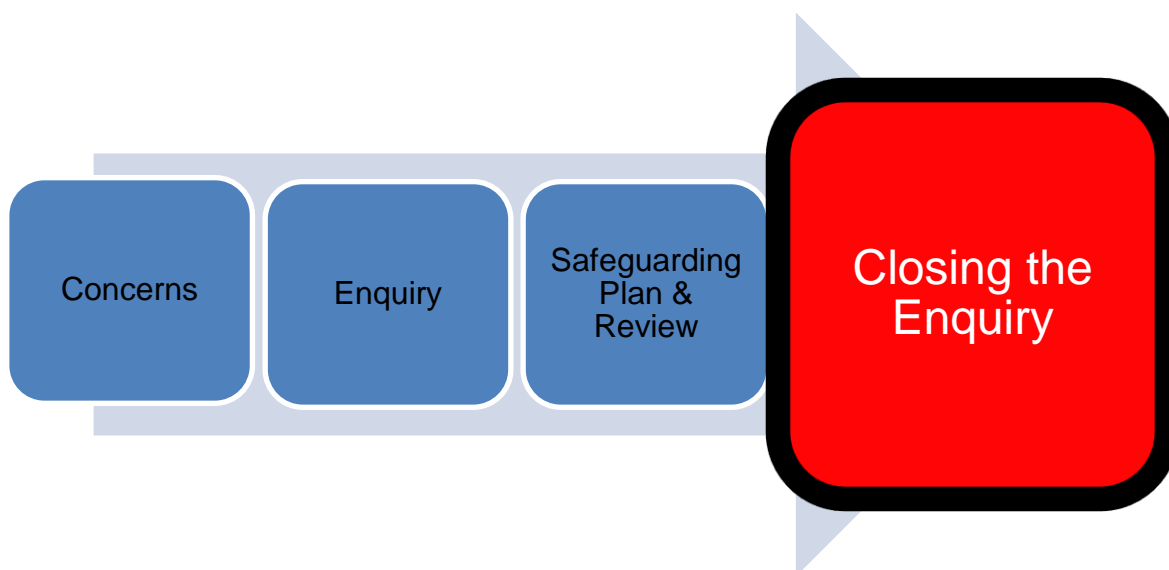 Concerns
Enquiry
Safeguarding
Plan &
Review
Closing the
Enquiry